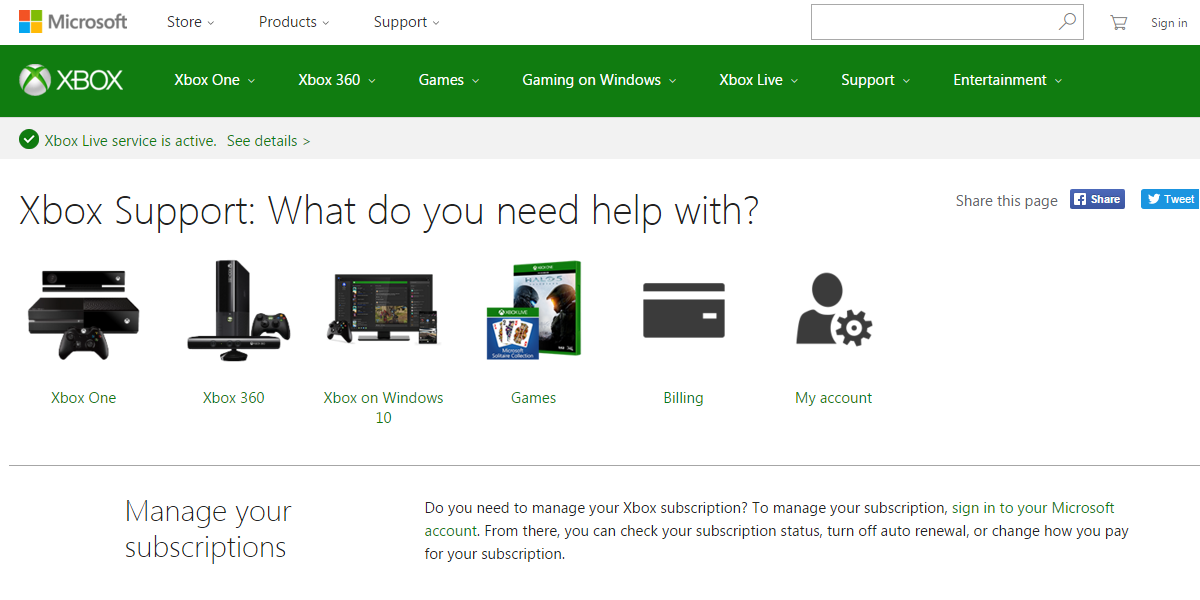 Microsoft Store Products Support Sign in
XBOX Xbox One Xbox 360 Games Gaming on Windows Xbox Live Support Entertainment
Xbox Live service is active. See details >
Xbox Support: What do you need help with?
Share this page Share Tweet
XBOX ONE
HALO 5
XBOX LIVE
Microsoft
Solitaire Collection
Xbox One Xbox 360 Xbox on Windows 10 Games Billing My account
Manage your
subscriptions
Do you need to manage your Xbox subscription? To manage your subscription, sign in to your Microsoft
account. From there, you can check your subscription status, turn off auto renewal, or change how you pay
for your subscription.